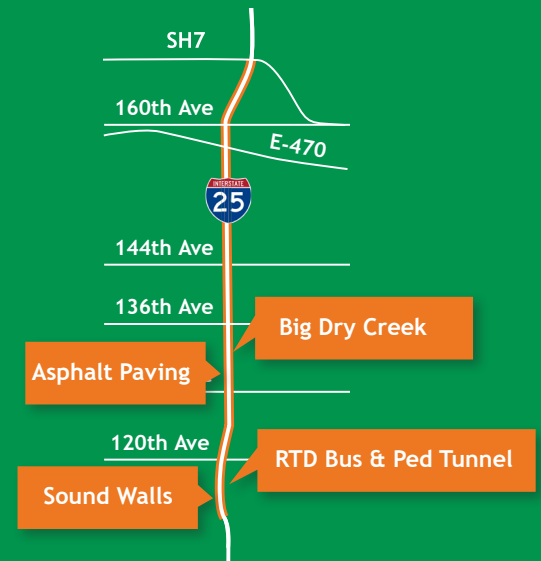 SH7
160th Ave
E-470
INTERSTATE
25
144th Ave
136th Ave
Big Dry Creek
Asphalt Paving
120th Ave
RTD Bus & Ped Tunnel
Sound Walls